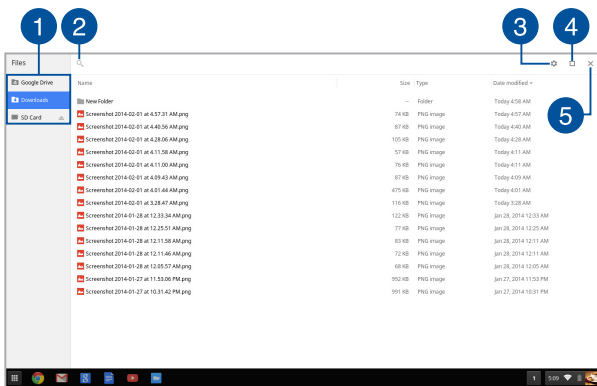 1 2 3 4
Files
Google Drive
Downloads
SD Card
5
Name Size Type Date modified
New Folder -- Folder Today 4:58 AM
Screenshot 2014-02-01 at 4.57.31 AM.png 74 KB PNG image Today 4:57 AM
Screenshot 2014-02-01 at 4.40.56 AM.png 87 KB PNG image Today 4:40 AM
Screenshot 2014-02-01 at 4.28.06 AM.png 105 KB PNG image Today 4:28 AM
Screenshot 2014-02-01 at 4.11.58 AM.png 57 KB PNG image Today 4:11 AM
Screenshot 2014-02-01 at 4.11.00 AM.png 76 KB PNG image Today 4:11 AM
Screenshot 2014-02-01 at 4.09.43 AM.png 87 KB PNG image Today 4:09 AM
Screenshot 2014-02-01 at 4.01.44 AM.png 475 KB PNG image Today 4:01 AM
Screenshot 2014-02-01 at 3.28.47 AM.png 116 KB PNG image Today 3:28 AM
Screenshot 2014-01-28 at 12.33.34 AM.png 122 KB PNG image Jan 28, 2014 12:33 AM
Screenshot 2014-01-28 at 12.25.51 AM.png 77 KB PNG image Jan 28, 2014 12:25 AM
Screenshot 2014-01-28 at 12.11.58 AM.png 83 KB PNG image Jan 28, 2014 12:11 AM
Screenshot 2014-01-28 at 12.11.46 AM.png 72 KB PNG image Jan 28, 2014 12:11 AM
Screenshot 2014-01-28 at 12.05.57 AM.png 68 KB PNG image Jan 28, 2014 12:05 AM
Screenshot 2014-01-27 at 11.53.06 PM.png 992 KB PNG image Jan 27, 2014 11:53 PM
Screenshot 2014-01-27 at 10.31.42 PM.png 991 KB PNG image Jan 27, 2014 10:31 PM
1 5:09